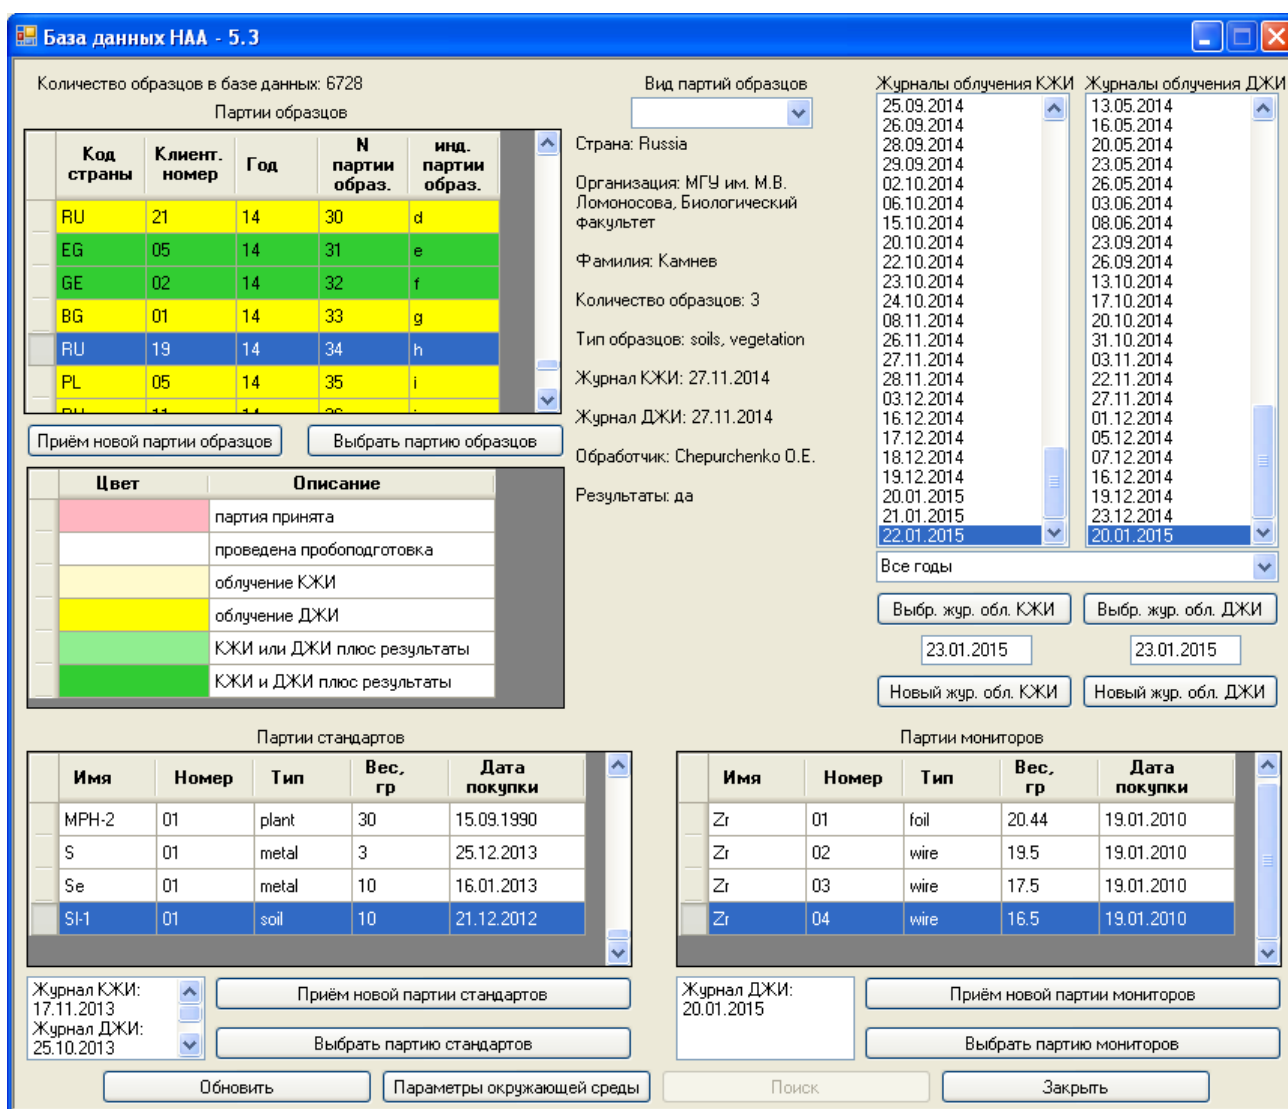 База данных НАА - 5.3
Количество образцов в базе данных: 6728
Партии образцов
Код страны Клиент. номер Год N партии образ. инд. партии образ.
RU 21 14 30 d
EG 05 14 31 e
GE 02 14 32 f
BG 01 14 33 g
RU 19 14 34 h
PL 05 14 35 i
Приём новой партии образцов Выбрать партию образцов
Цвет Описание
партия принята
проведена пробоподготовка
облучение КЖИ
облучение ДЖИ
КЖИ или ДЖИ плюс результаты
КЖИ и ДЖИ плюс результаты
Вид партий образцов
Страна: Russia
Организация: МГУ им. М.В.
Ломоносова, Биологический
факультет
Фамилия: Камнев
Количество образцов: 3
Тип образцов: soils, vegetation
Журнал КЖИ: 27.11.2014
Журнал ДЖИ: 27.11.2014
Обработчик: Chepurchenko O.E.
Результаты: да
Журналы облучения КЖИ
25.09.2014
26.09.2014
28.09.2014
29.09.2014
02.10.2014
06.10.2014
15.10.2014
20.10.2014
22.10.2014
23.10.2014
24.10.2014
08.11.2014
26.11.2014
27.11.2014
28.11.2014
03.12.2014
16.12.2014
17.12.2014
18.12.2014
19.12.2014
20.01.2015
21.01.2015
22.01.2015
Журналы облучения ДЖИ
13.05.2014
16.05.2014
20.05.2014
23.05.2014
26.05.2014
03.06.2014
08.06.2014
23.09.2014
26.09.2014
13.10.2014
17.10.2014
20.10.2014
31.10.2014
03.11.2014
22.11.2014
27.11.2014
01.12.2014
05.12.2014
07.12.2014
16.12.2014
19.12.2014
23.12.2014
20.01.2015
Все годы
Выбр. жур. обл. КЖИ Выбр. жур. обл. ДЖИ
23.01.2015 23.01.2015
Новый жур. обл. КЖИ Новый жур. обл. ДЖИ
Партии стандартов
Имя Номер Тип Вес, гр Дата покупки
MPH-2 01 plant 30 15.09.1990
S 01 metal 3 25.12.2013
Se 01 metal 10 16.01.2013
SI-1 01 soil 10 21.12.2012
Журнал КЖИ:
17.11.2013
Журнал ДЖИ:
25.10.2013
Приём новой партии стандартов
Выбрать партию стандартов
Партии мониторов
Имя Номер Тип Вес, гр Дата покупки
Zr 01 foil 20.44 19.01.2010
Zr 02 wire 19.5 19.01.2010
Zr 03 wire 17.5 19.01.2010
Zr 04 wire 16.5 19.01.2010
Журнал ДЖИ:
20.01.2015
Приём новой партии мониторов
Выбрать партию мониторов
Обновить Параметры окружающей среды Поиск Закрыть